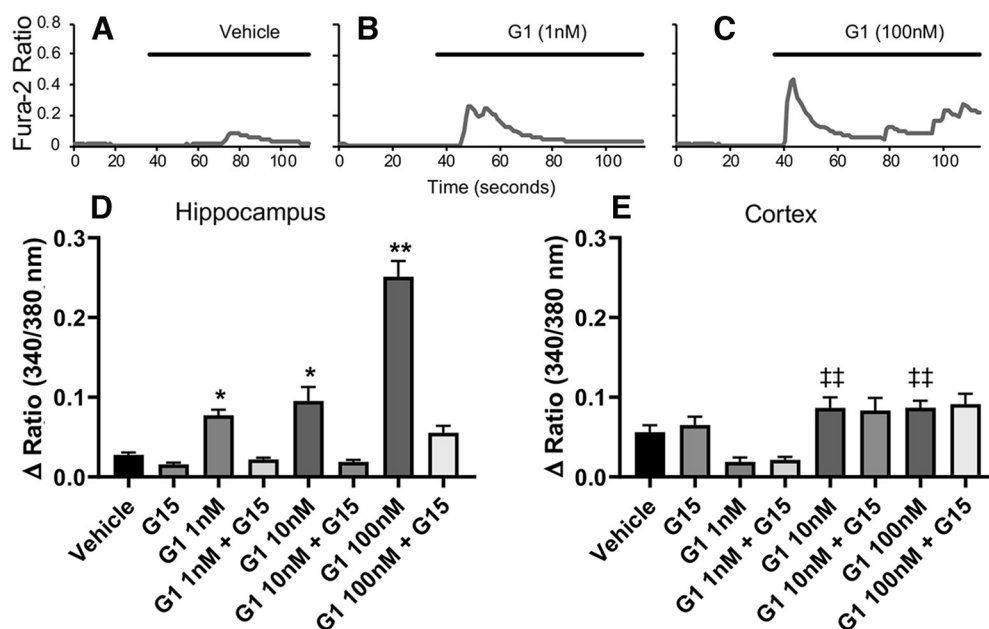 A
Vehicle
B
G1 (1nM)
C
G1 (100nM)
Fura-2 Ratio
0.8
0.6
0.4
0.2
0
0 20 40 60 80 100
0 20 40 60 80 100
0 20 40 60 80 100
Time (seconds)
D
Hippocampus
Δ Ratio (340/380 nm)
0.3
0.2
0.1
0.0
*
*
**
Vehicle
G15
G1 1nM
G1 1nM + G15
G1 10nM
G1 10nM + G15
G1 100nM
G1 100nM + G15
E
Cortex
Δ Ratio (340/380 nm)
0.3
0.2
0.1
0.0
‡‡
‡‡
Vehicle
G15
G1 1nM
G1 1nM + G15
G1 10nM
G1 10nM + G15
G1 100nM
G1 100nM + G15